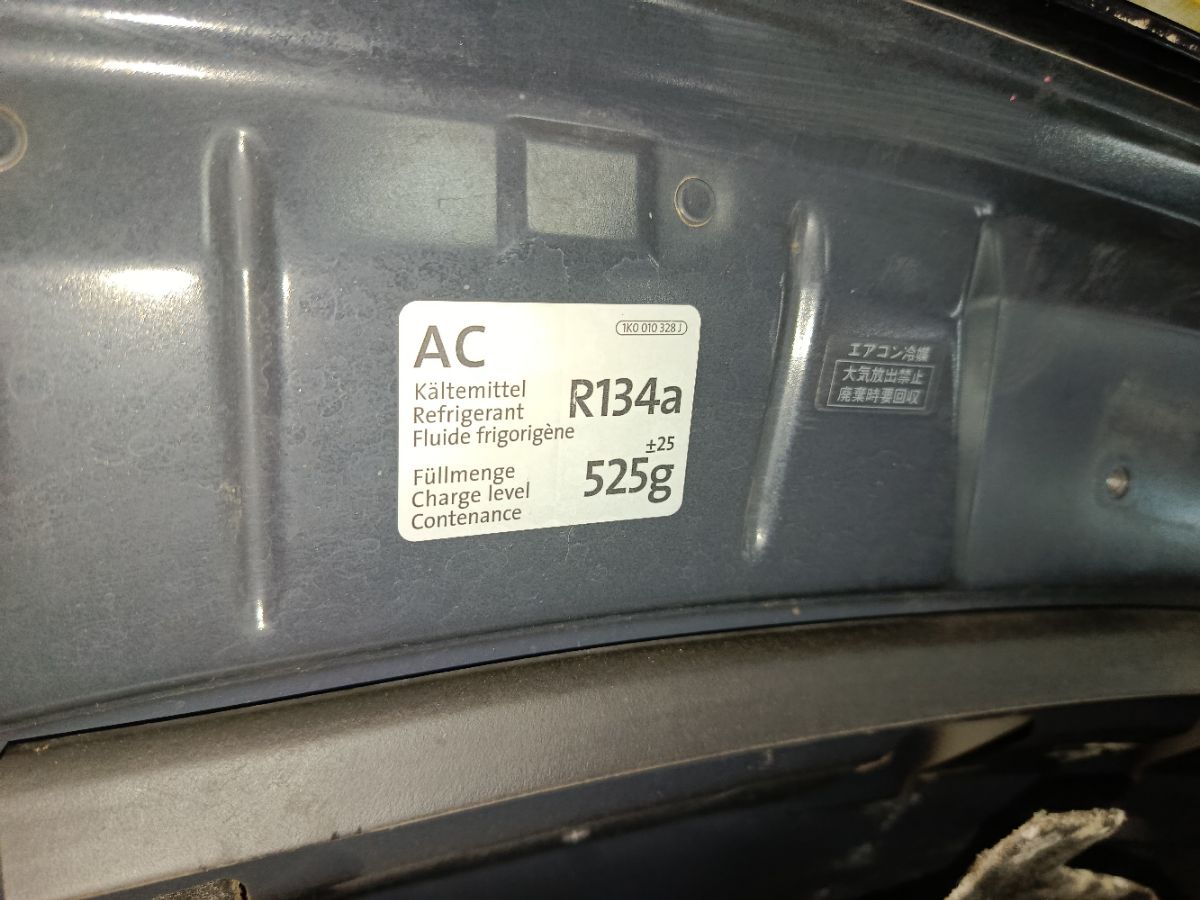 AC
1K0 010 328 J
Kältemittel
Refrigerant
Fluide frigorigène
R134a
±25
Füllmenge
Charge level
Contenance
525g
エアコン冷媒
大気放出禁止
廃棄時要回収